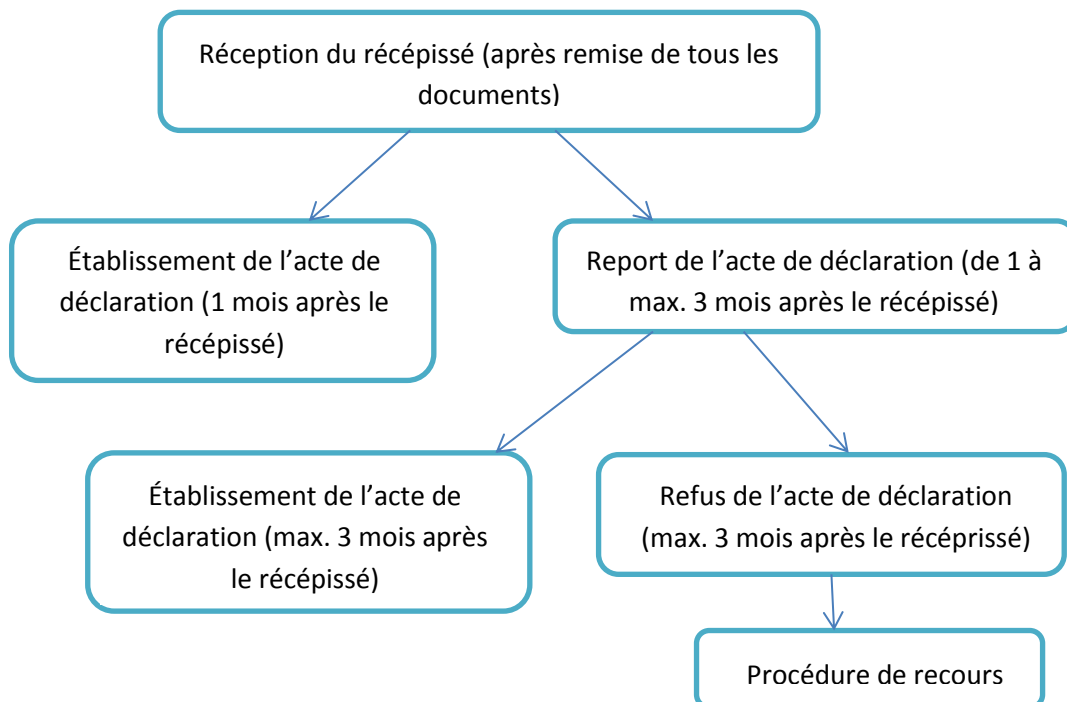 Réception du récépissé (après remise de tous les
documents)
Établissement de l’acte de
déclaration (1 mois après le
récépissé)
Report de l’acte de déclaration (de 1 à
max. 3 mois après le récépissé)
Établissement de l’acte de
déclaration (max. 3 mois après
le récépissé)
Refus de l’acte de déclaration
(max. 3 mois après le récéprissé)
Procédure de recours